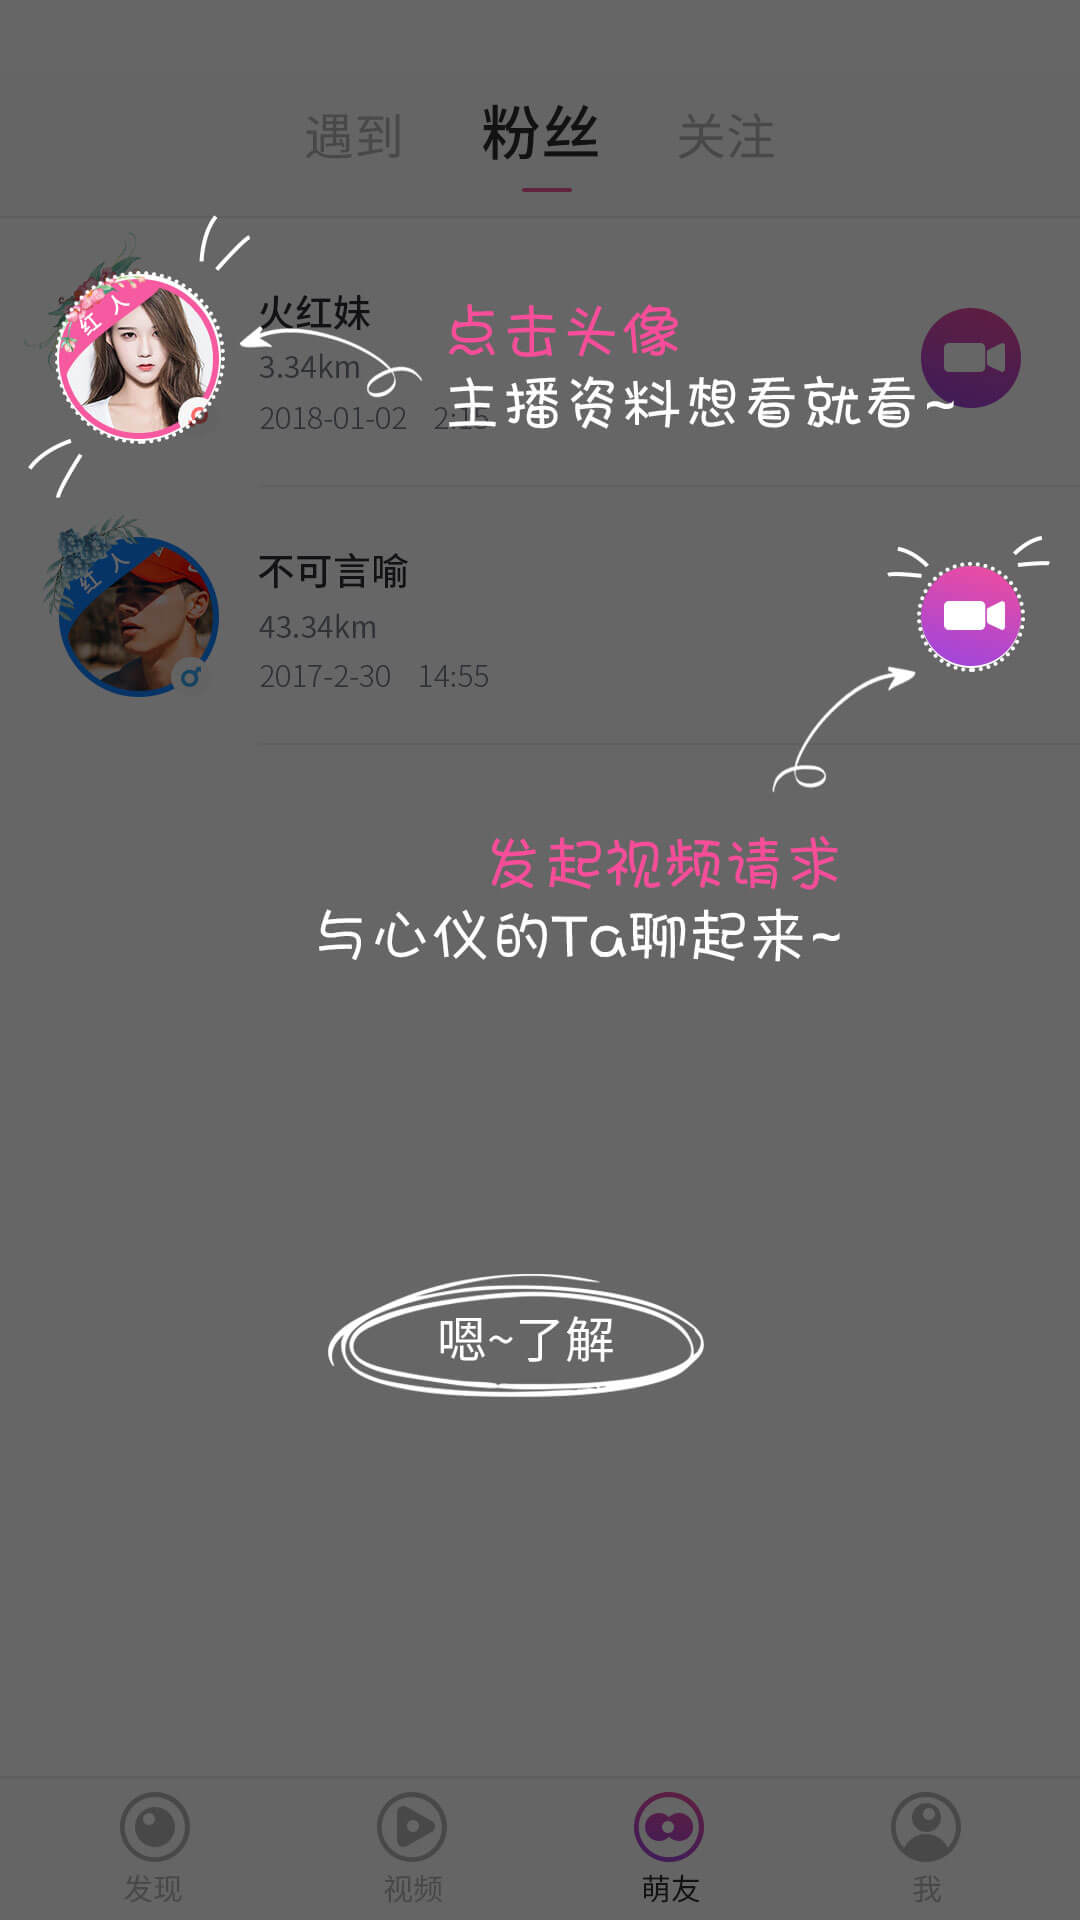 遇到 粉丝 关注
红人
火红妹
点击头像
3.34km
主播资料想看就看~
2018-01-02 2:15
红人
不可言喻
43.34km
2017-2-30 14:55
发起视频请求
与心仪的Ta聊起来~
嗯~了解
发现 视频 萌友 我